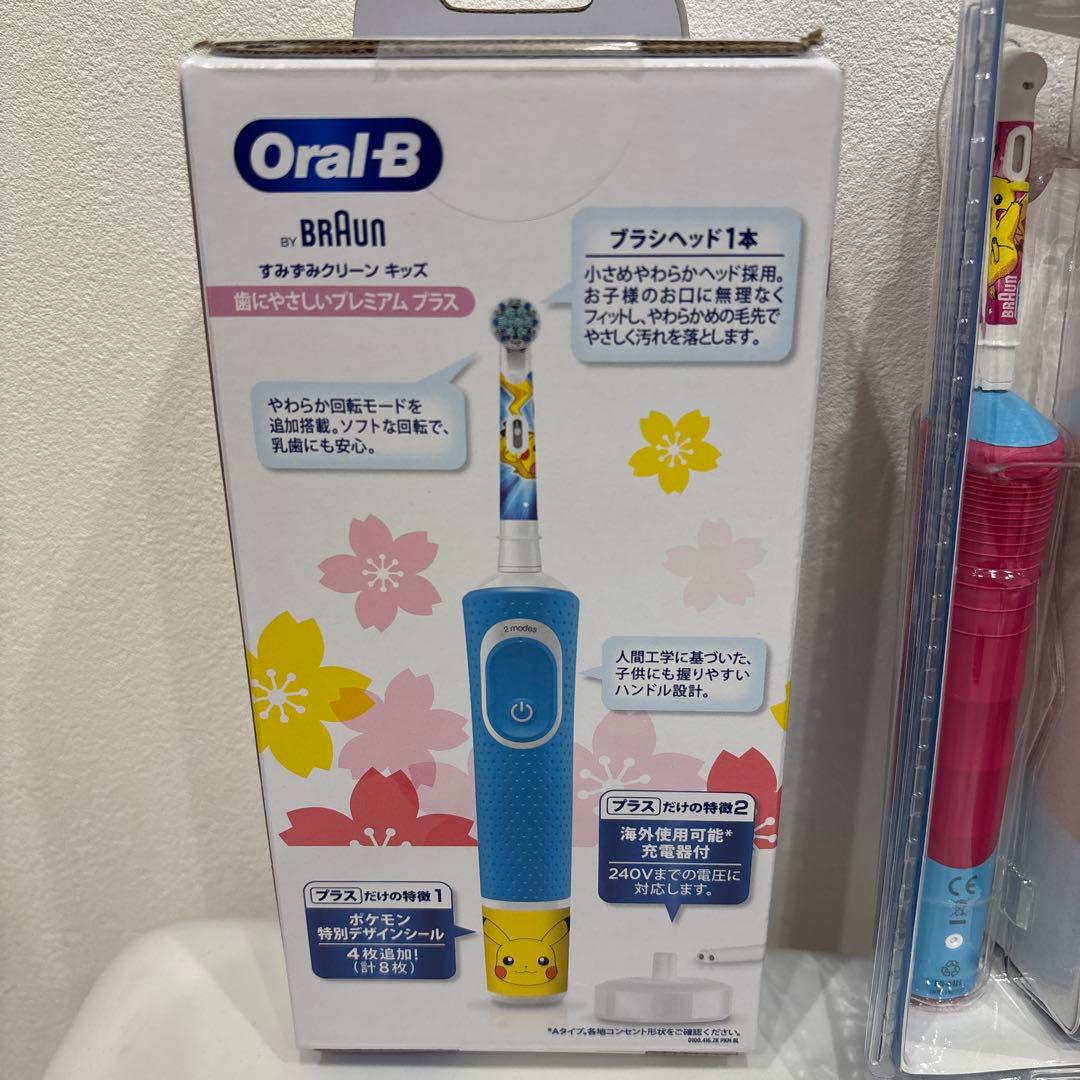 Oral-B
BY BRAUN
すみずみクリーン キッズ
歯にやさしいプレミアム プラス
ブラシヘッド1本
小さめやわらかヘッド採用。
お子様のお口に無理なく
フィットし、やわらかめの毛先で
やさしく汚れを落とします。
やわらか回転モードを
追加搭載。ソフトな回転で、
乳歯にも安心。
2 modes
人間工学に基づいた、
子供にも握りやすい
ハンドル設計。
プラス だけの特徴2
海外使用可能*
充電器付
240Vまでの電圧に
対応します。
プラス だけの特徴1
ポケモン
特別デザインシール
4枚追加!
(計8枚)
*Aタイプ。各地コンセント形状をご確認ください。
D100.416.2K PKM BL
BRAUN
CE